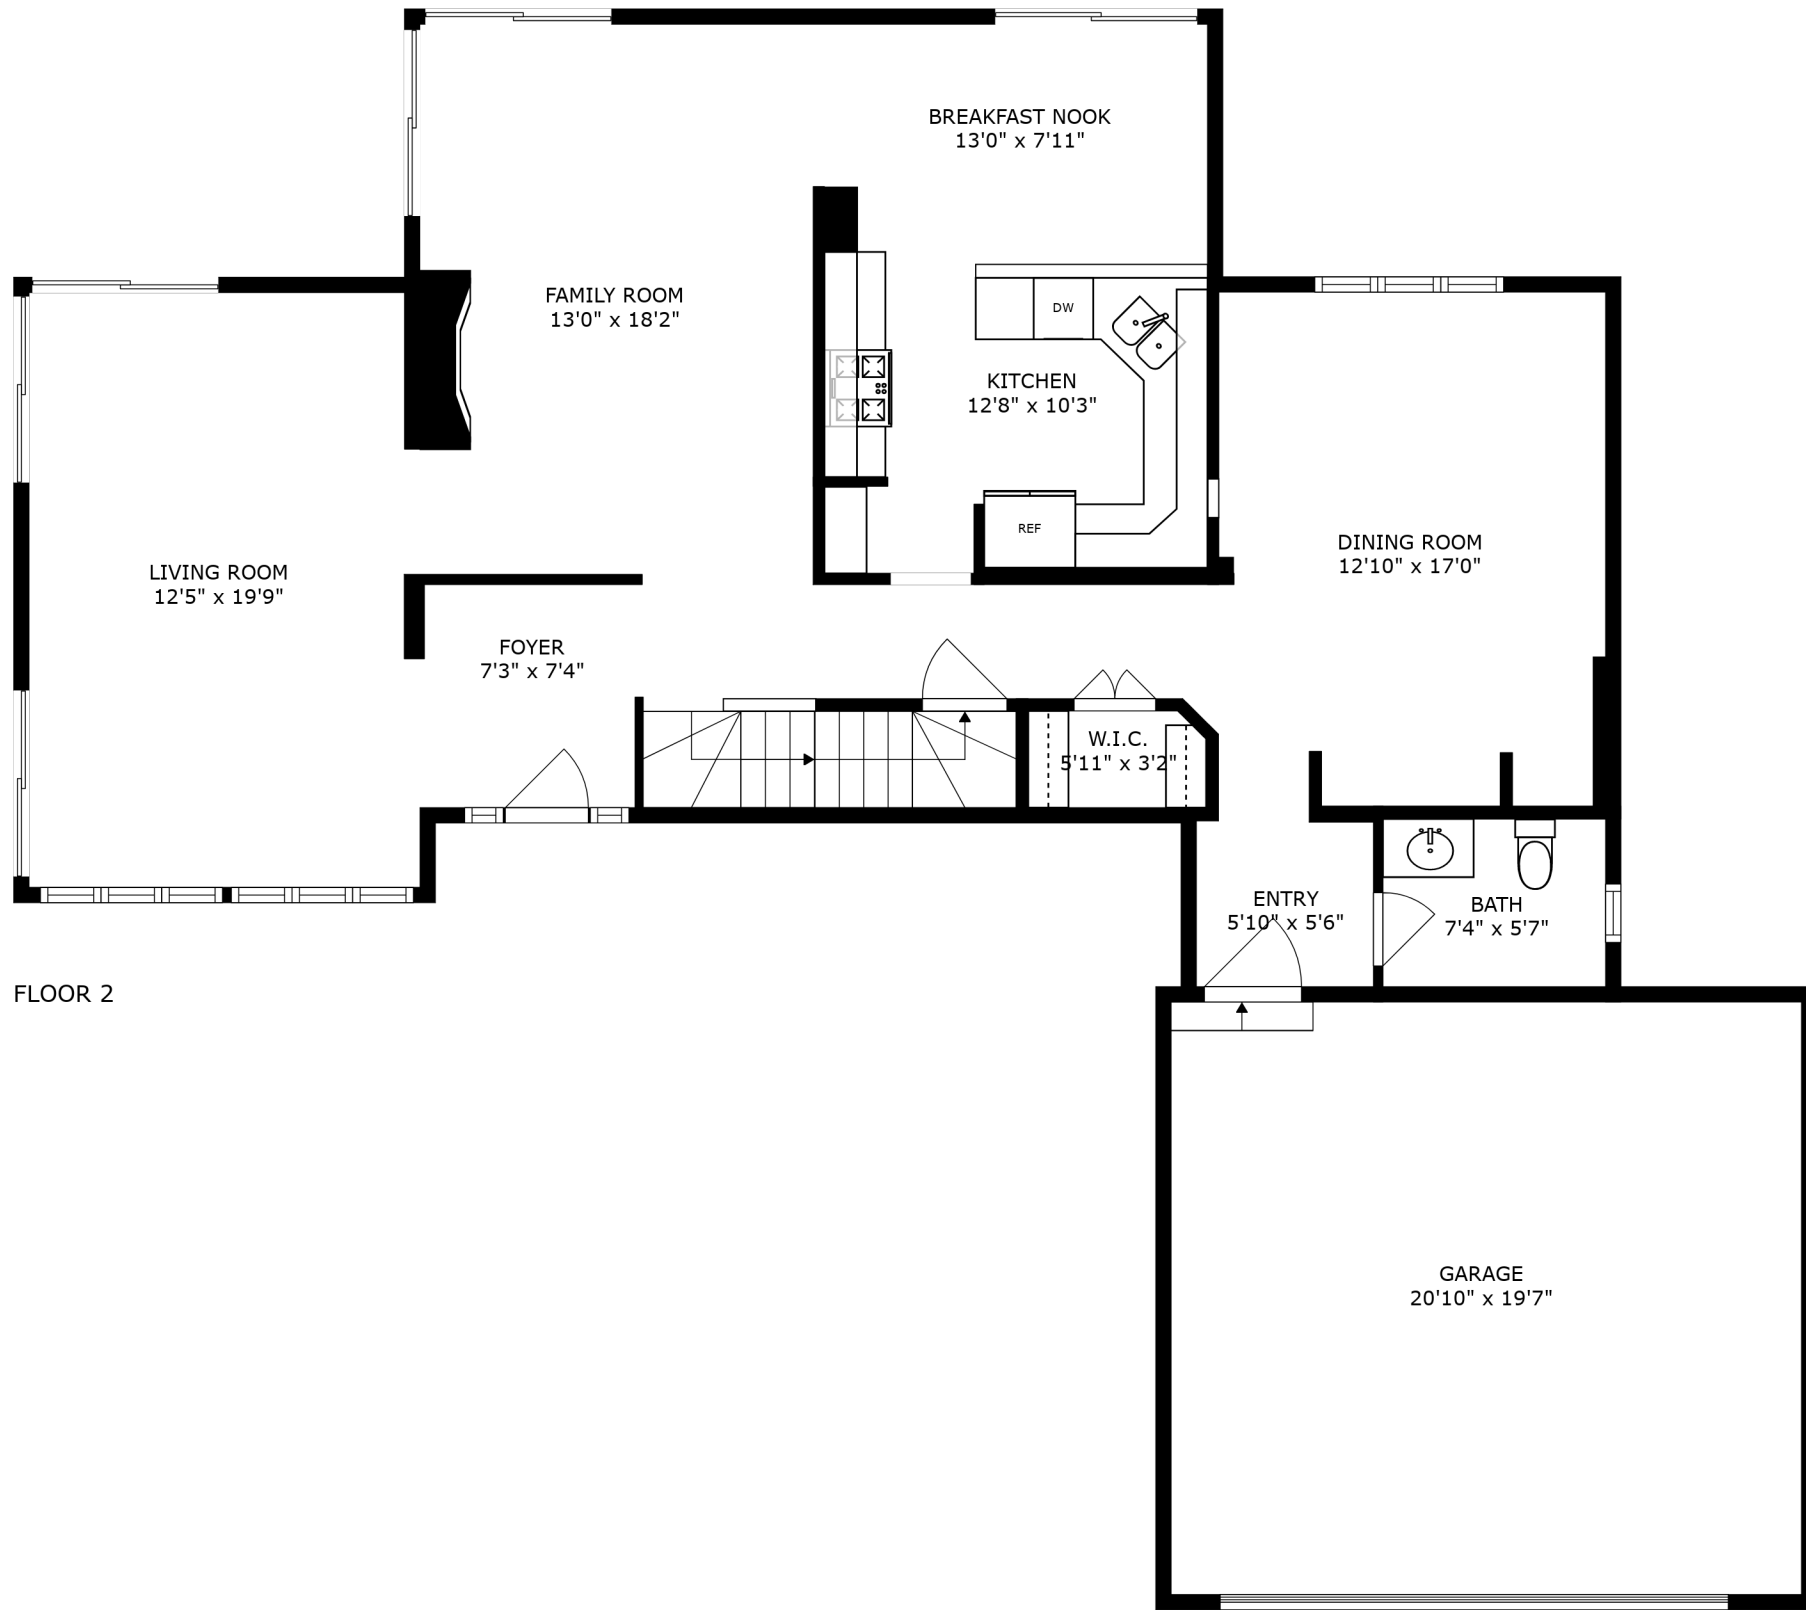 BREAKFAST NOOK
13'0" x 7'11"
FAMILY ROOM
13'0" x 18'2"
DW
KITCHEN
12'8" x 10'3"
REF
DINING ROOM
12'10" x 17'0"
LIVING ROOM
12'5" x 19'9"
FOYER
7'3" x 7'4"
W.I.C.
5'11" x 3'2"
ENTRY
5'10" x 5'6"
BATH
7'4" x 5'7"
FLOOR 2
GARAGE
20'10" x 19'7"